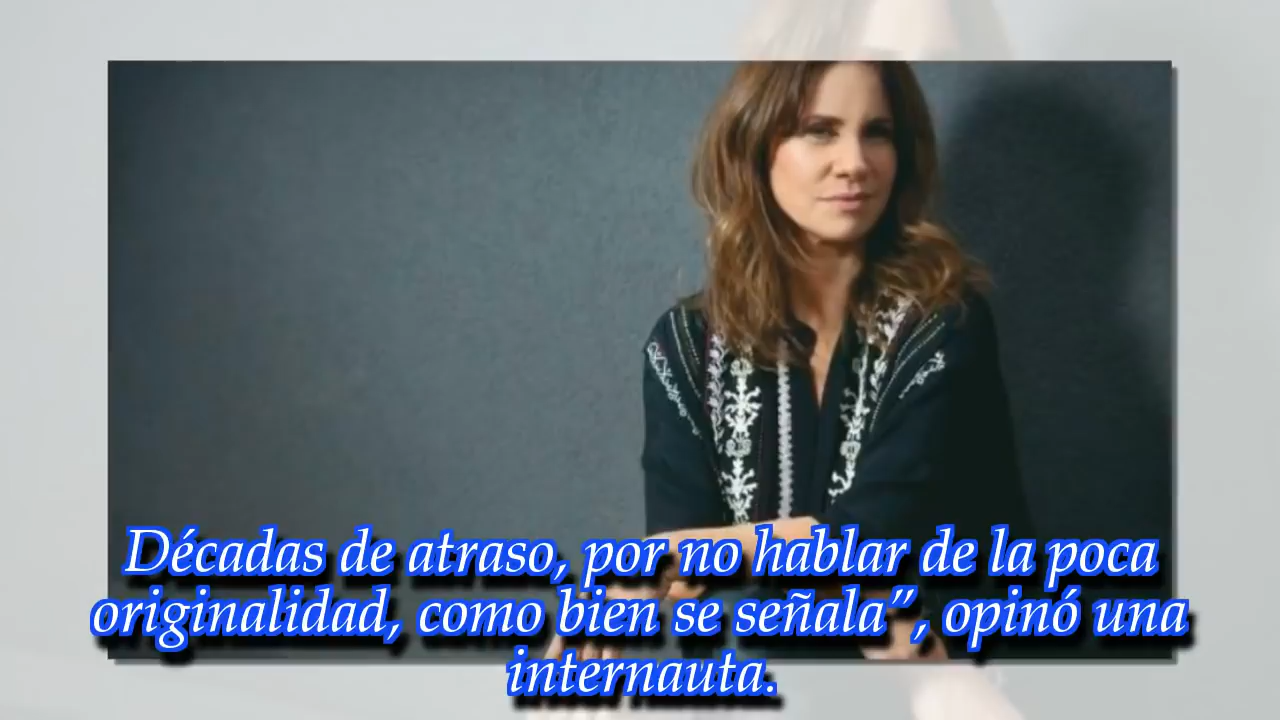 Décadas de atraso, por no hablar de la poca
originalidad, como bien se señala”, opinó una
internauta.